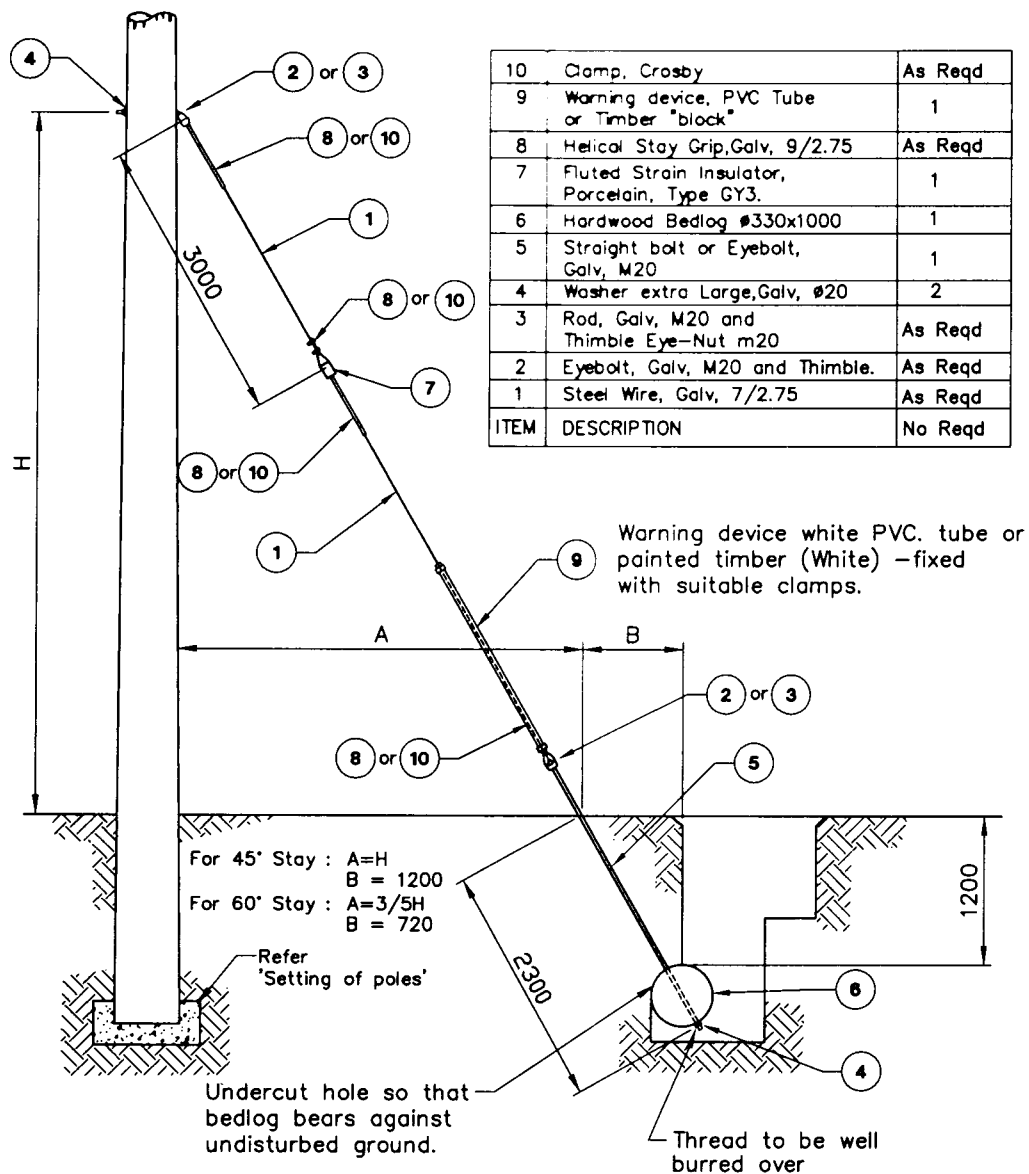 4
2 or 3
8 or 10
1
3000
8 or 10
7
H
8 or 10
1
10 Clamp, Crosby As Reqd
9 Warning device, PVC Tube
or Timber "block" 1
8 Helical Stay Grip,Galv, 9/2.75 As Reqd
7 Fluted Strain Insulator,
Porcelain, Type GY3. 1
6 Hardwood Bedlog ø330x1000 1
5 Straight bolt or Eyebolt,
Galv, M20 1
4 Washer extra Large,Galv, ø20 2
3 Rod, Galv, M20 and
Thimble Eye-Nut m20 As Reqd
2 Eyebolt, Galv, M20 and Thimble. As Reqd
1 Steel Wire, Galv, 7/2.75 As Reqd
ITEM DESCRIPTION No Reqd
9
Warning device white PVC. tube or
painted timber (White) -fixed
with suitable clamps.
A B
2 or 3
8 or 10
5
For 45° Stay : A=H
B = 1200
For 60° Stay : A=3/5H
B = 720
1200
Refer
'Setting of poles'
2300
6
4
Undercut hole so that
bedlog bears against
undisturbed ground.
Thread to be well
burred over